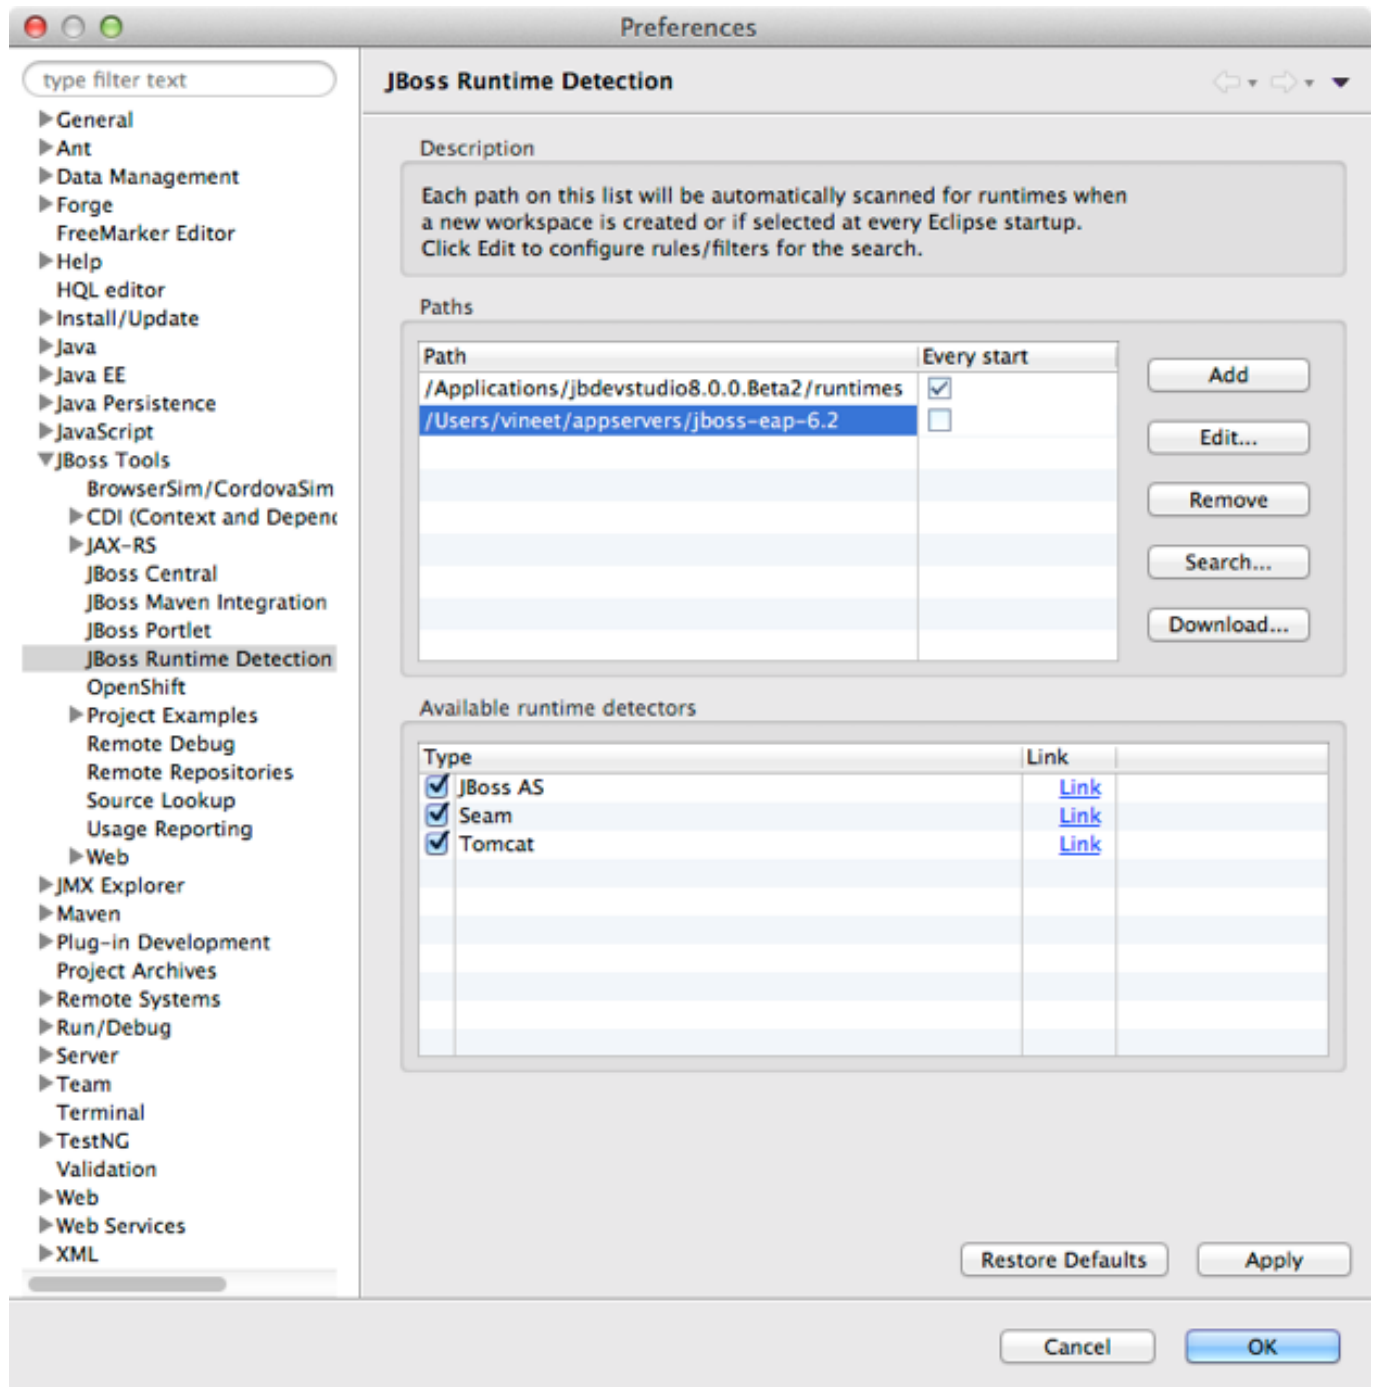 Preferences
type filter text
General
Ant
Data Management
Forge
FreeMarker Editor
Help
HQL editor
Install/Update
Java
Java EE
Java Persistence
JavaScript
JBoss Tools
BrowserSim/CordovaSim
CDI (Context and Depend
JAX-RS
JBoss Central
JBoss Maven Integration
JBoss Portlet
JBoss Runtime Detection
OpenShift
Project Examples
Remote Debug
Remote Repositories
Source Lookup
Usage Reporting
Web
JMX Explorer
Maven
Plug-in Development
Project Archives
Remote Systems
Run/Debug
Server
Team
Terminal
TestNG
Validation
Web
Web Services
XML
JBoss Runtime Detection
Description
Each path on this list will be automatically scanned for runtimes when
a new workspace is created or if selected at every Eclipse startup.
Click Edit to configure rules/filters for the search.
Paths
Path Every start
/Applications/jbdevstudio8.0.0.Beta2/runtimes
/Users/vineet/appservers/jboss-eap-6.2
Add
Edit...
Remove
Search...
Download...
Available runtime detectors
Type Link
JBoss AS Link
Seam Link
Tomcat Link
Restore Defaults Apply
Cancel OK